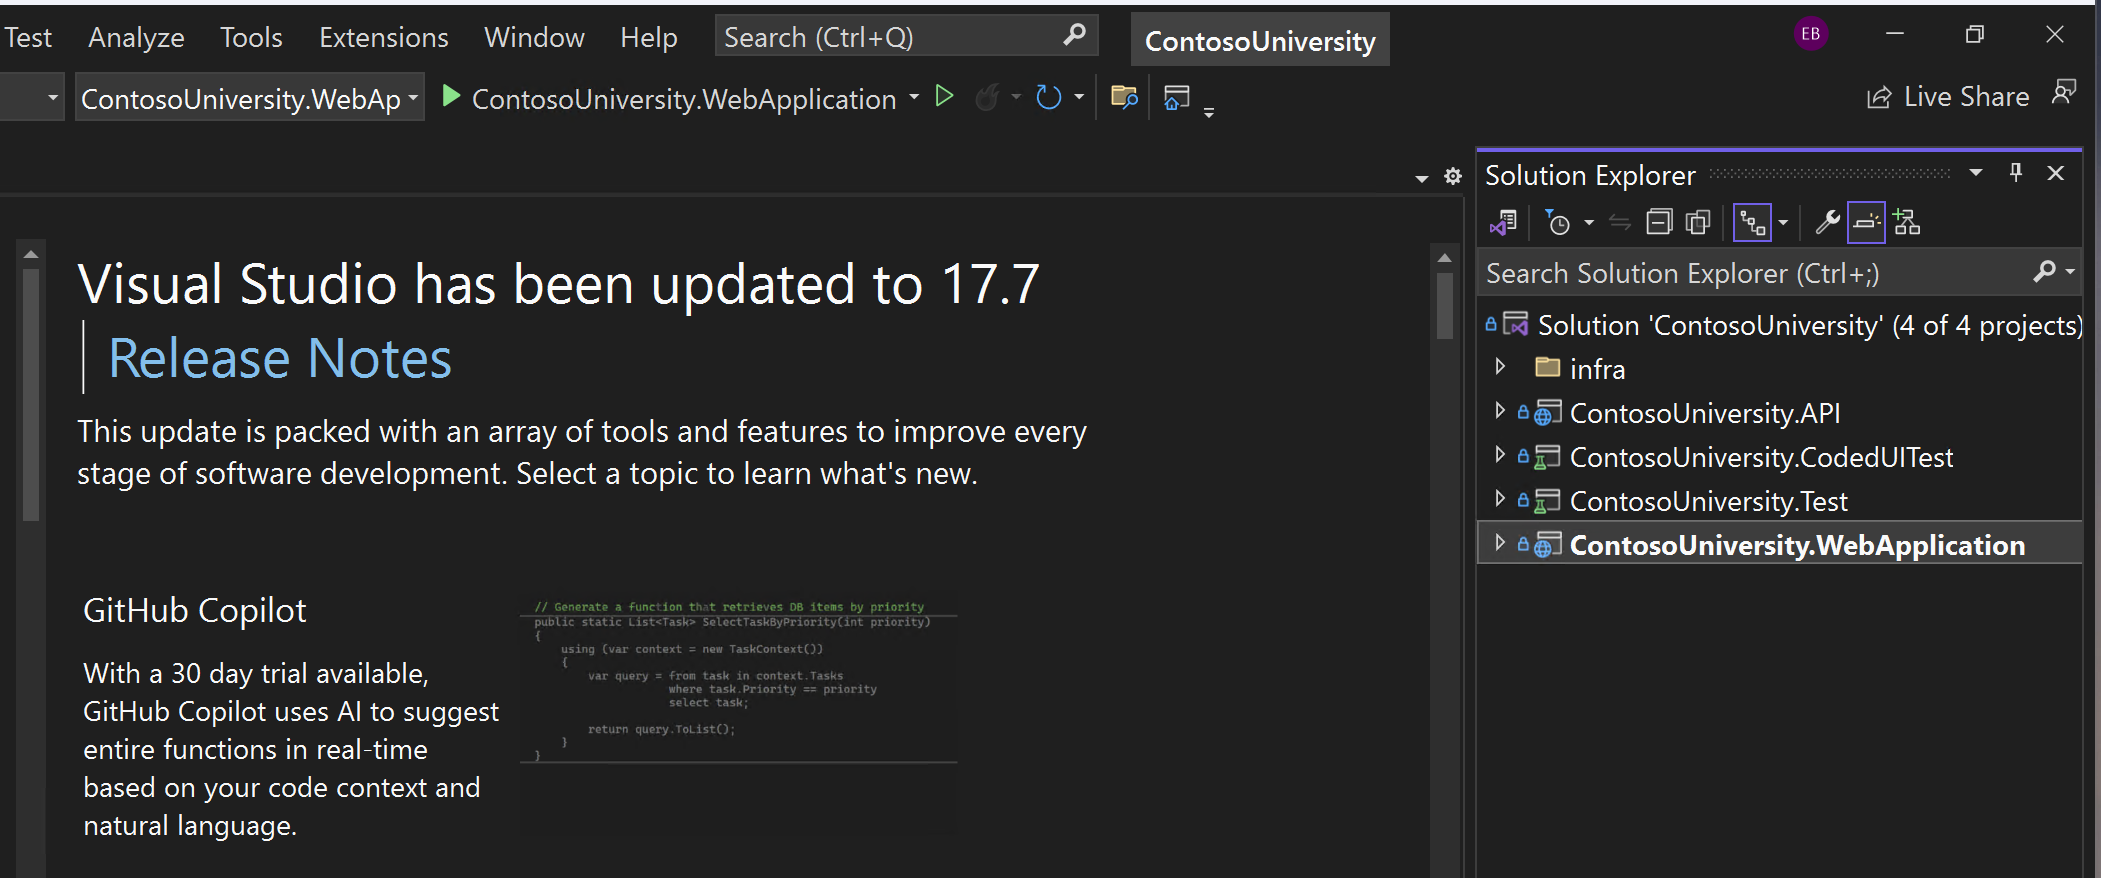 Test Analyze Tools Extensions Window Help Search (Ctrl+Q) ContosoUniversity EB
ContosoUniversity.WebAp ContosoUniversity.WebApplication Live Share
Solution Explorer
Search Solution Explorer (Ctrl+;)
Solution 'ContosoUniversity' (4 of 4 projects)
infra
ContosoUniversity.API
ContosoUniversity.CodedUITest
ContosoUniversity.Test
ContosoUniversity.WebApplication
Visual Studio has been updated to 17.7
Release Notes
This update is packed with an array of tools and features to improve every
stage of software development. Select a topic to learn what's new.
GitHub Copilot
With a 30 day trial available,
GitHub Copilot uses AI to suggest
entire functions in real-time
based on your code context and
natural language.
// Generate a function that retrieves DB items by priority
public static List<Task> SelectTaskByPriority(int priority)
{
using (var context = new TaskContext())
{
var query = from task in context.Tasks
where task.Priority == priority
select task;
return query.ToList();
}
}